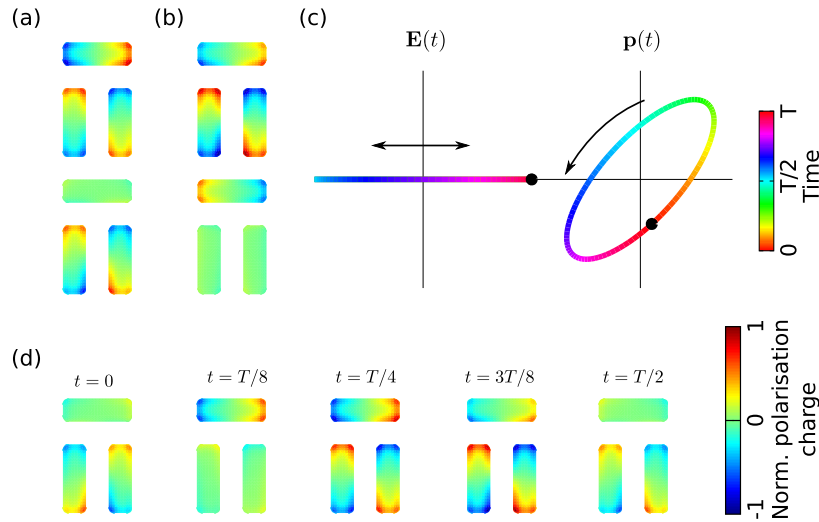 (a)
(b)
(c)
E(t)
p(t)
0
T/2
T
Time
(d)
t = 0
t = T/8
t = T/4
t = 3T/8
t = T/2
-1
0
1
Norm. polarisation
charge